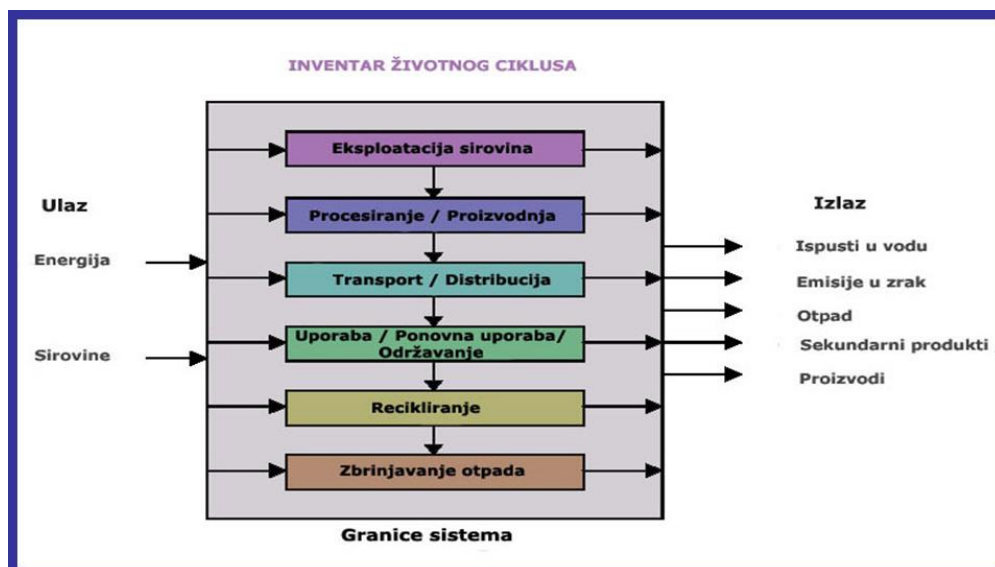 INVENTAR ŽIVOTNOG CIKLUSA
Ulaz
Energija
Sirovine
Eksploatacija sirovina
Procesiranje / Proizvodnja
Transport / Distribucija
Uporaba / Ponovna uporaba/
Održavanje
Recikliranje
Zbrinjavanje otpada
Granice sistema
Izlaz
Ispusti u vodu
Emisije u zrak
Otpad
Sekundarni produkti
Proizvodi